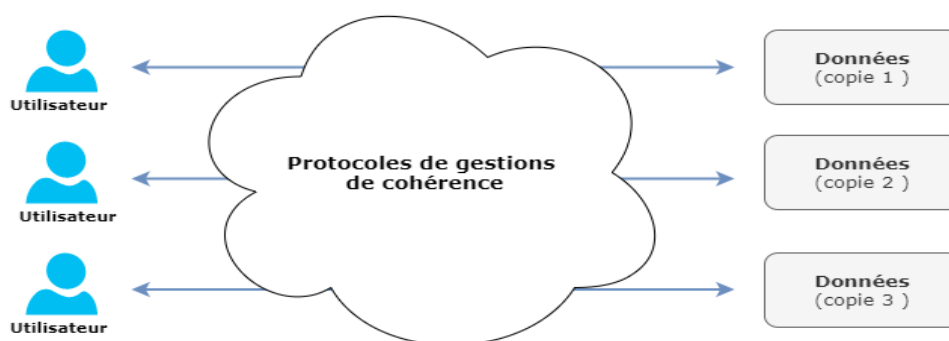 Utilisateur
Données
(copie 1 )
Protocoles de gestions
de cohérence
Utilisateur
Données
(copie 2 )
Utilisateur
Données
(copie 3 )